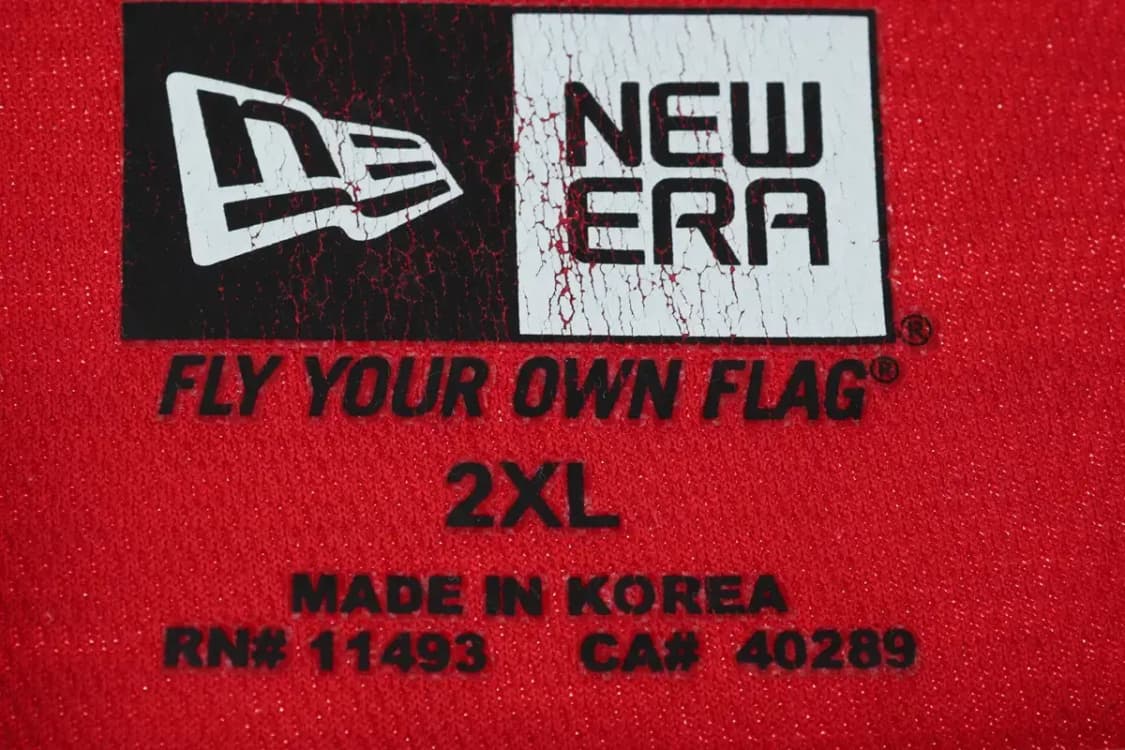 NEW
ERA
®
FLY YOUR OWN FLAG®
2XL
MADE IN KOREA
RN# 11493 CA# 40289